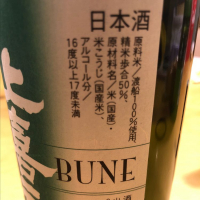 日本酒
原料米/渡船100%使用
精米歩合50%
原材料名/米(国産)、
米こうじ(国産米)、
アルコール分/
16度以上17度未満
BUNE